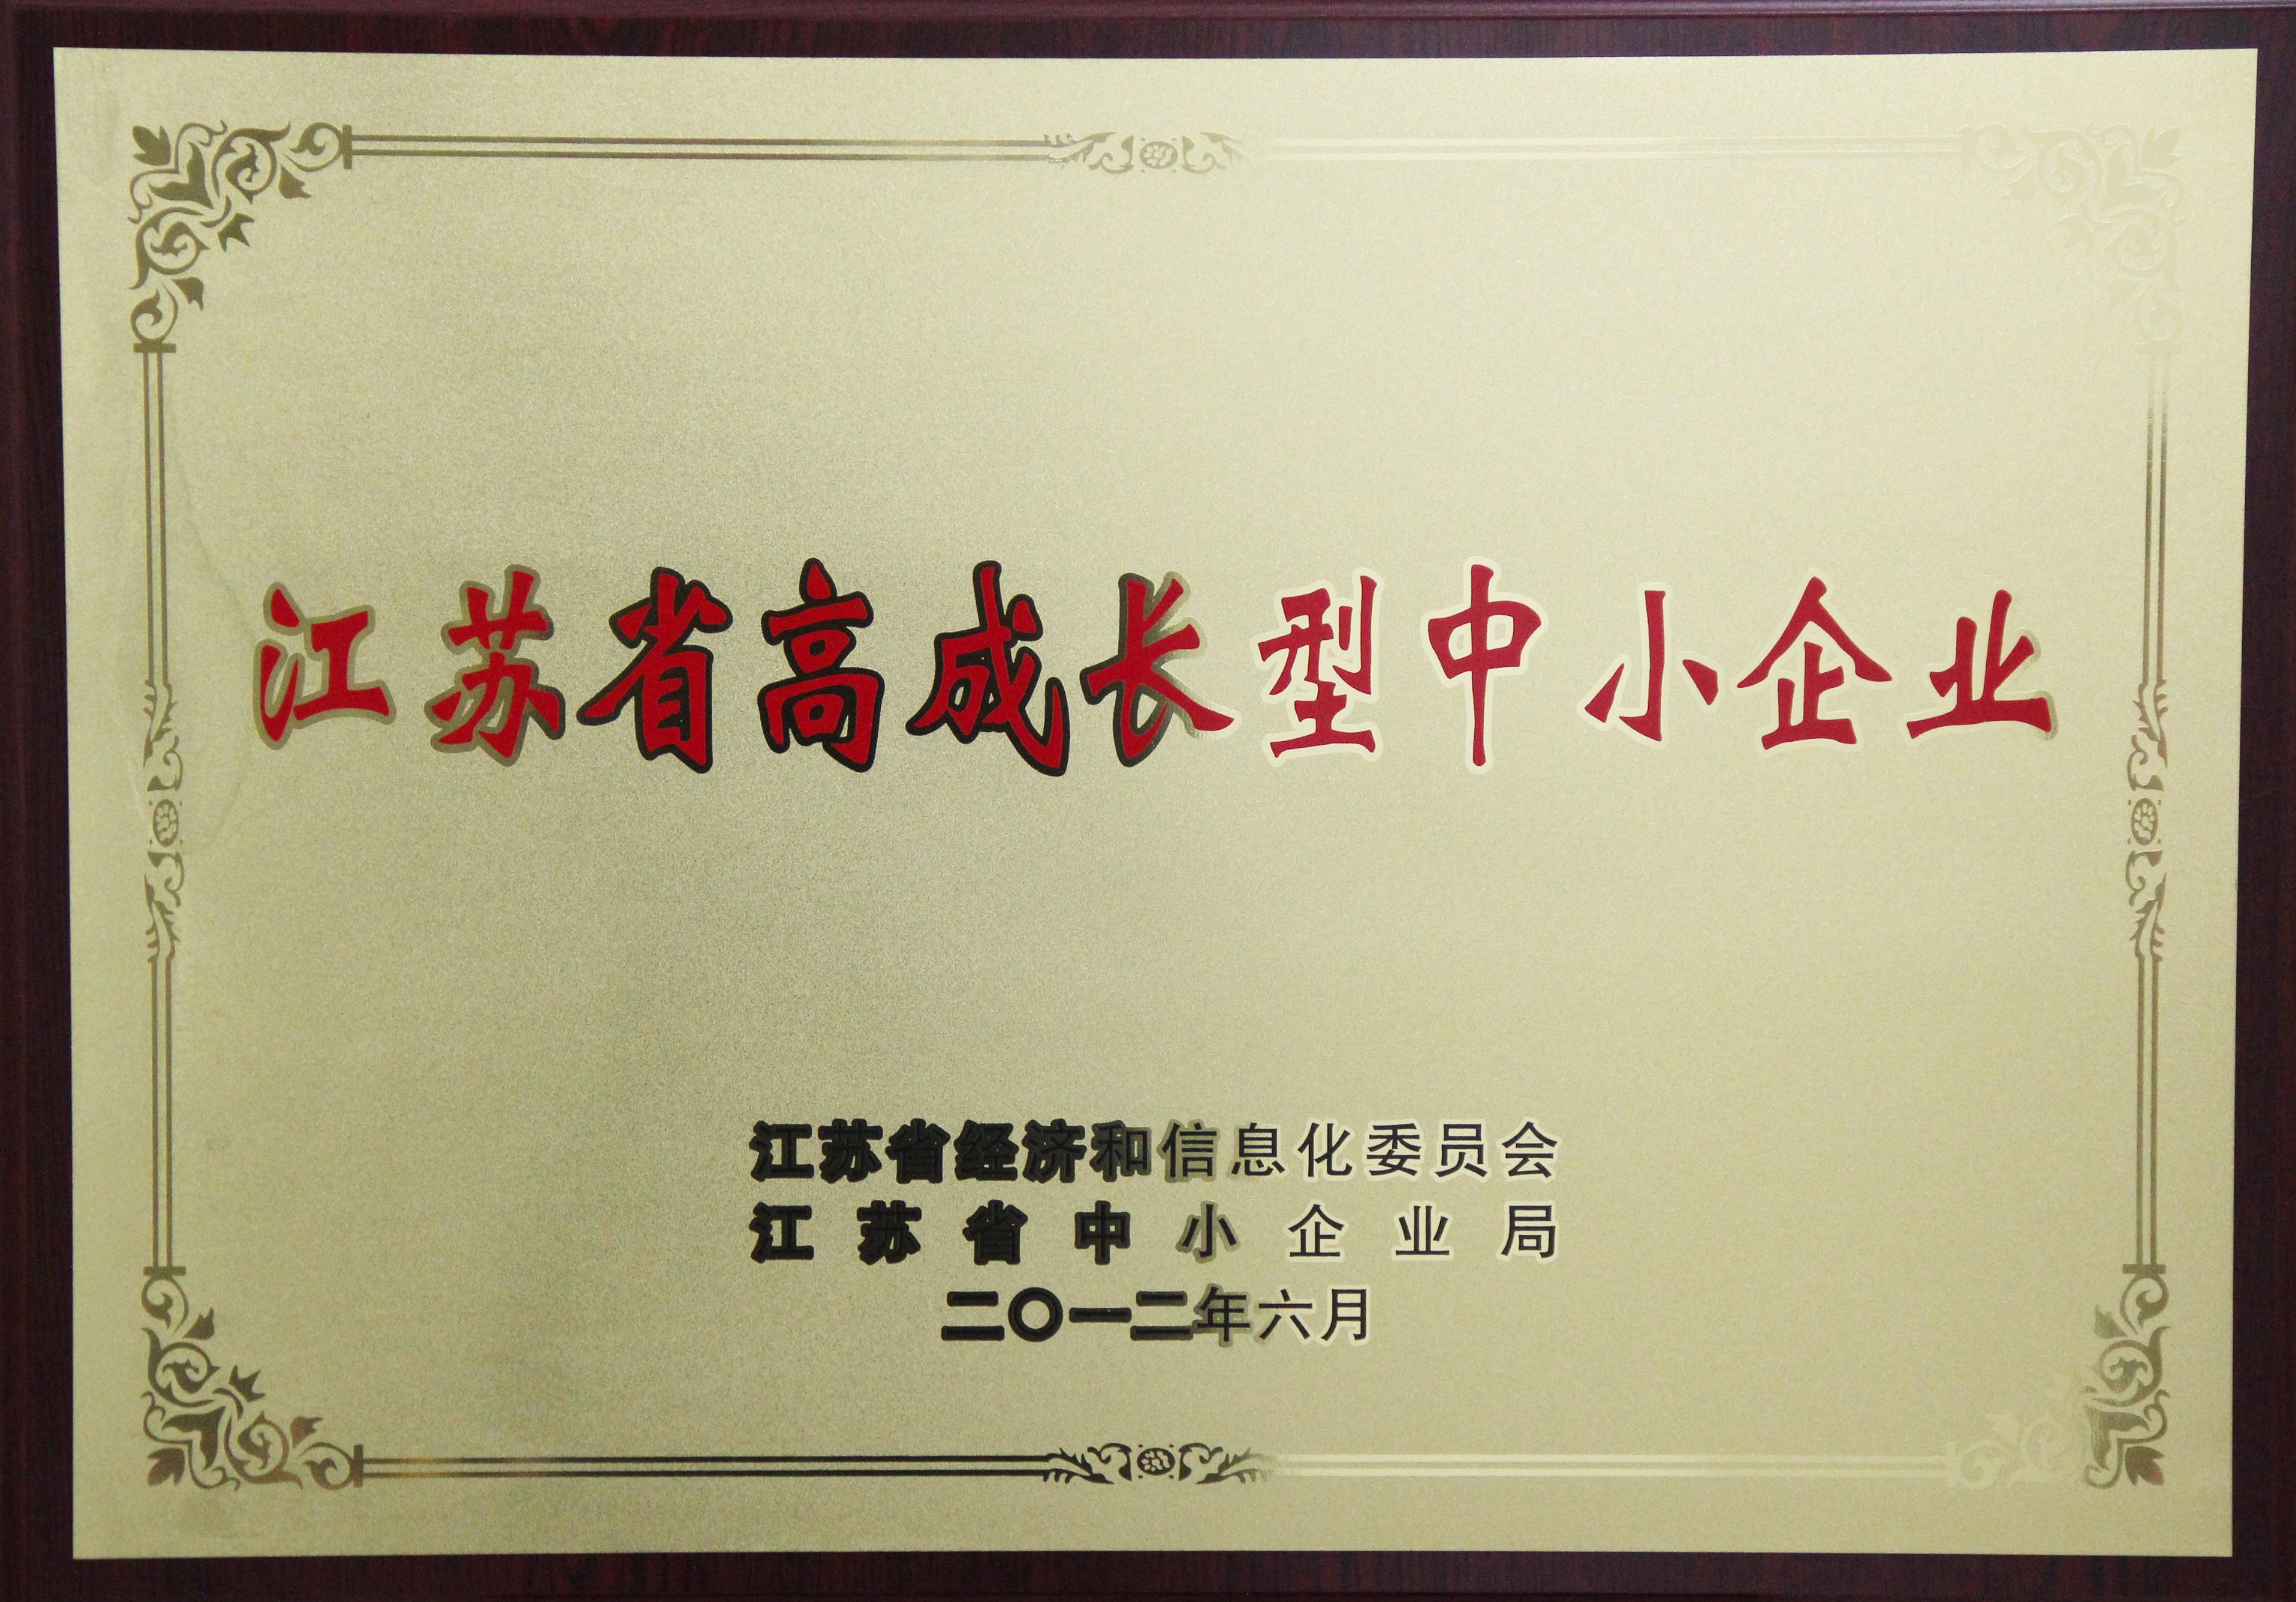 江苏省高成长型中小企业
江苏省经济和信息化委员会
江苏省中小企业局
二〇一二年六月